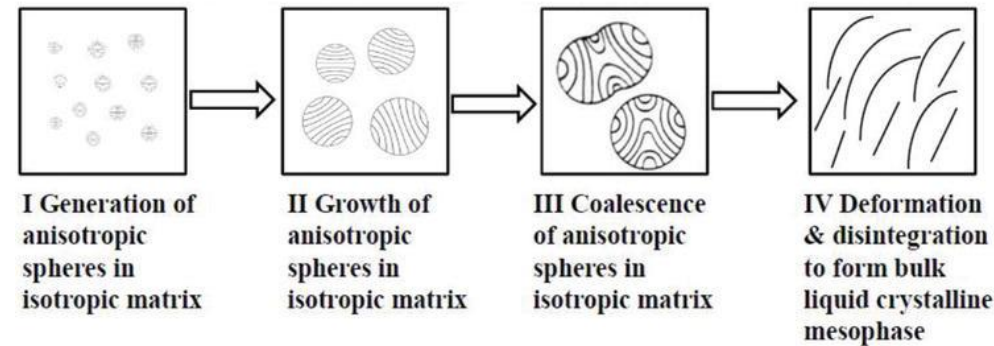 I Generation of
anisotropic
spheres in
isotropic matrix
II Growth of
anisotropic
spheres in
isotropic matrix
III Coalescence
of anisotropic
spheres in
isotropic matrix
IV Deformation
& disintegration
to form bulk
liquid crystalline
mesophase